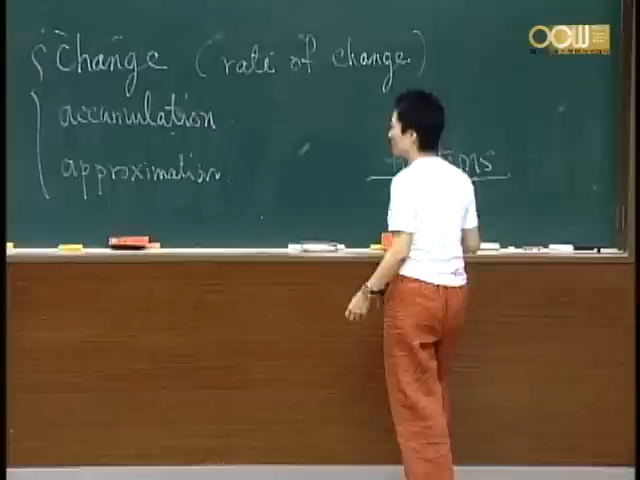 Change (rate of change)
accumulation
approximation
OCW